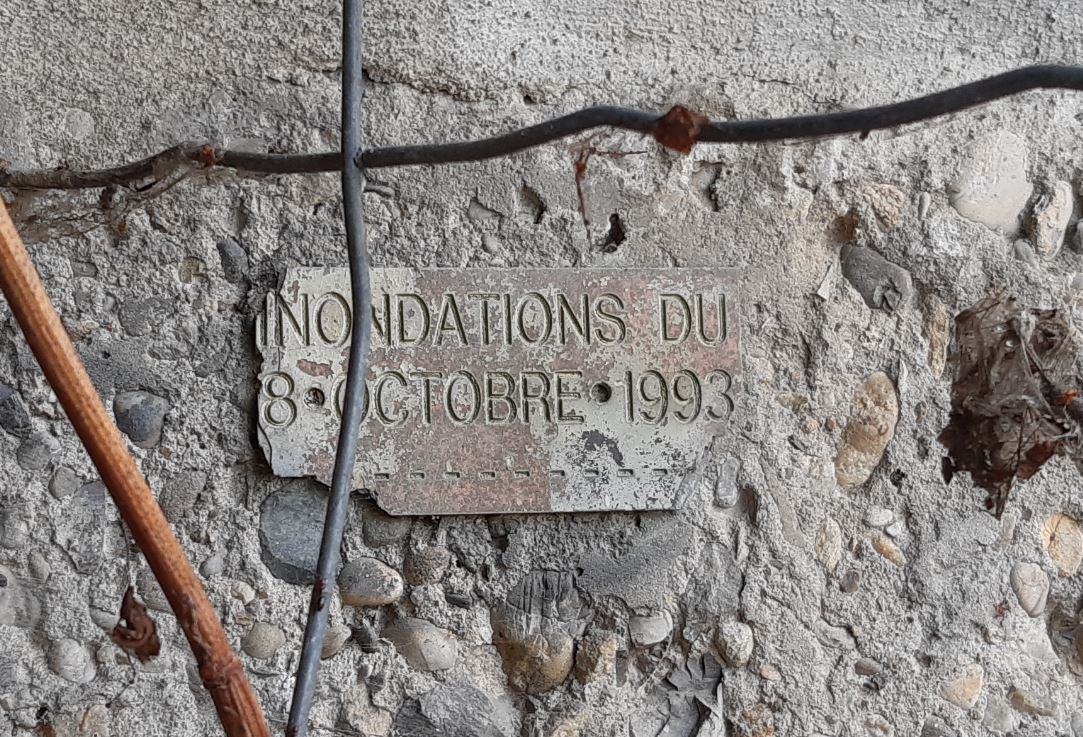 INONDATIONS DU
8 • OCTOBRE • 1993